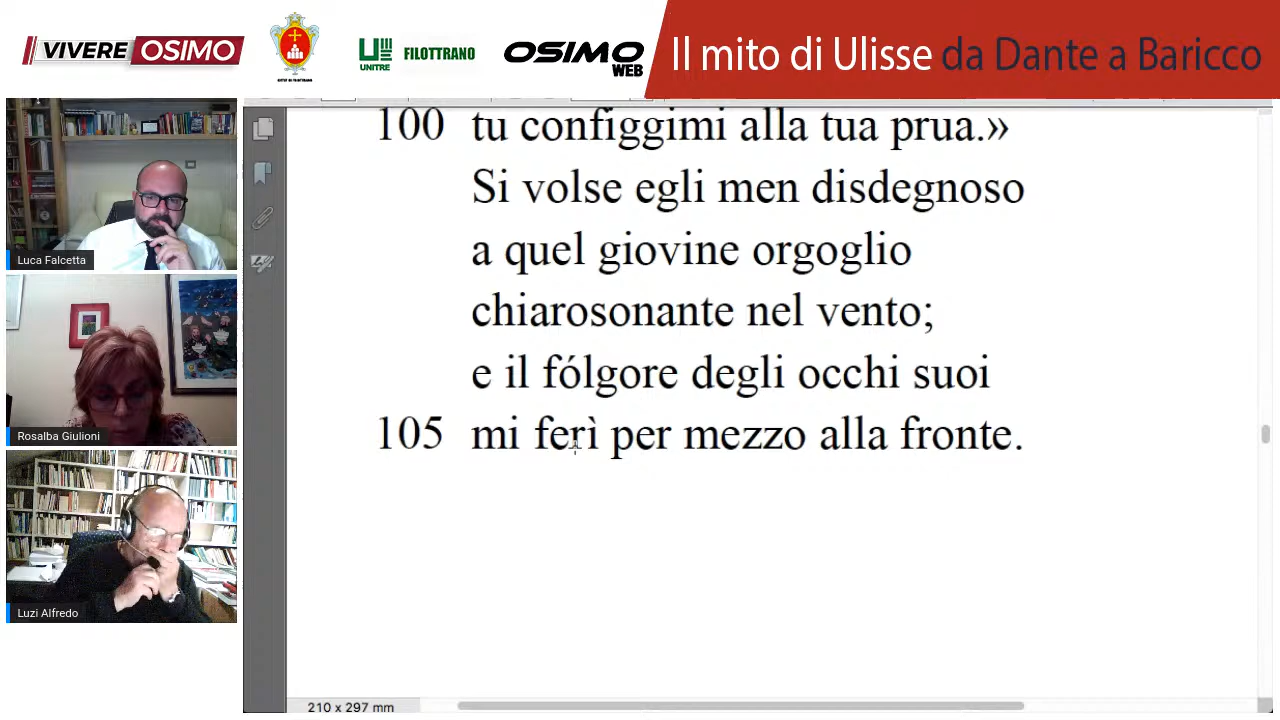 VIVERE OSIMO
UNITRE
FILOTTRANO
OSIMO
WEB
Il mito di Ulisse da Dante a Baricco
Luca Falcetta
Rosalba Giulioni
Luzi Alfredo
100 tu configgimi alla tua prua.»
Si volse egli men disdegnoso
a quel giovine orgoglio
chiarosonante nel vento;
e il fólgore degli occhi suoi
105 mi ferì per mezzo alla fronte.
210 x 297 mm